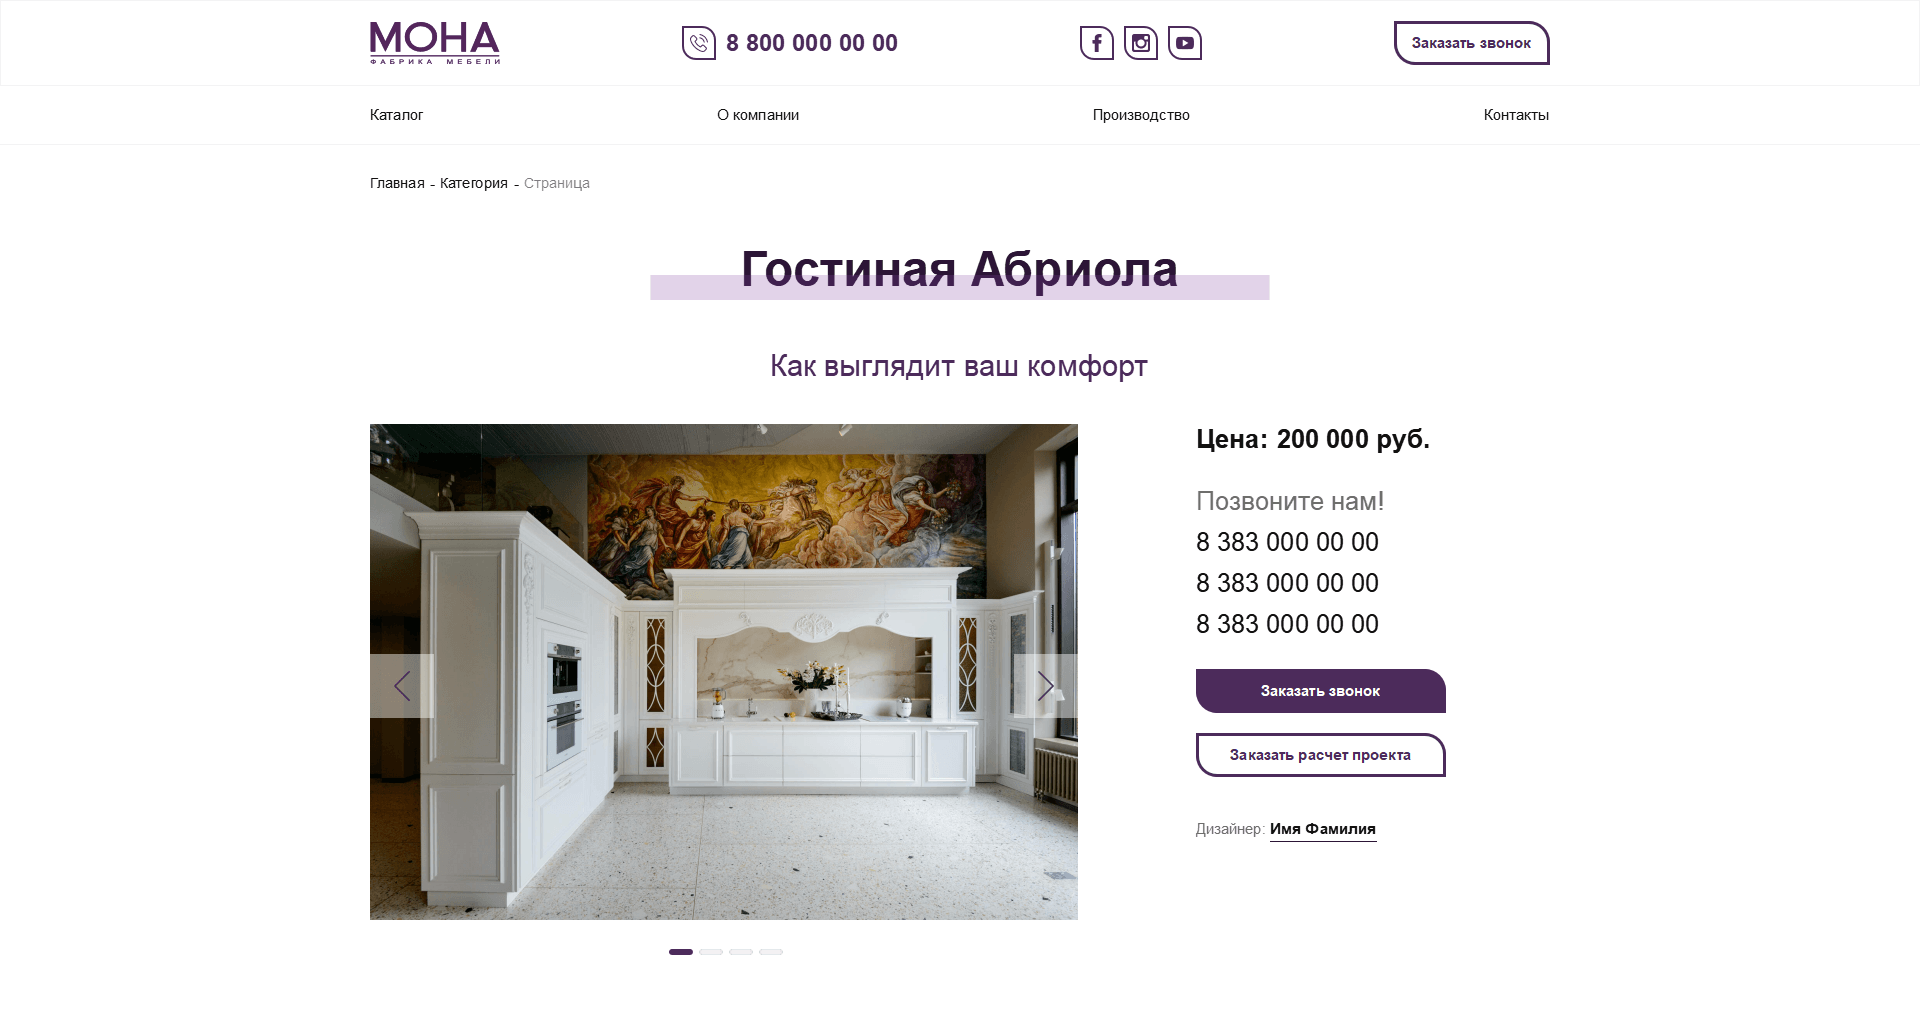 МОНА
ФАБРИКА МЕБЕЛИ
8 800 000 00 00
Заказать звонок
Каталог
О компании
Производство
Контакты
Главная - Категория - Страница
Гостиная Абриола
Как выглядит ваш комфорт
Цена: 200 000 руб.
Позвоните нам!
8 383 000 00 00
8 383 000 00 00
8 383 000 00 00
Заказать звонок
Заказать расчет проекта
Дизайнер: Имя Фамилия